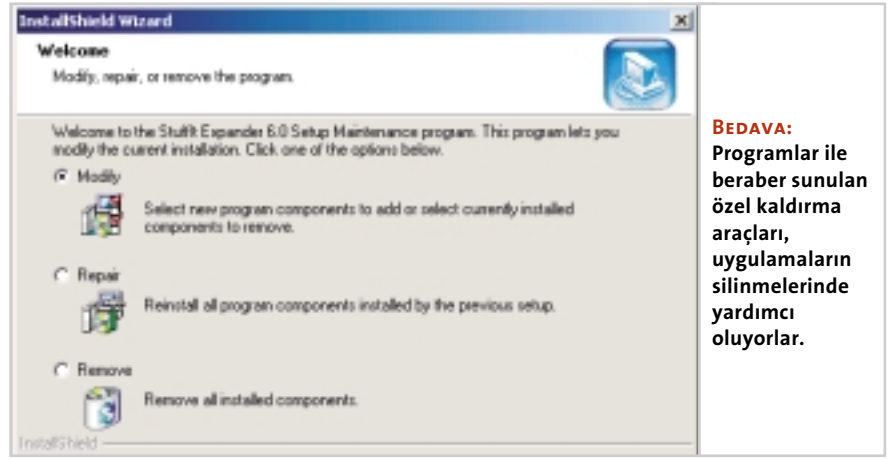 InstallShield Wizard
Welcome
Modify, repair, or remove the program.
Welcome to the StuffIt Expander 6.0 Setup Maintenance program. This program lets you
modify the current installation. Click one of the options below.
Modify
Select new program components to add or select currently installed
components to remove.
Repair
Reinstall all program components installed by the previous setup.
Remove
Remove all installed components.
InstallShield
BEDAVA:
Programlar ile
beraber sunulan
özel kaldırma
araçları,
uygulamaların
silinmelerinde
yardımcı
oluyorlar.